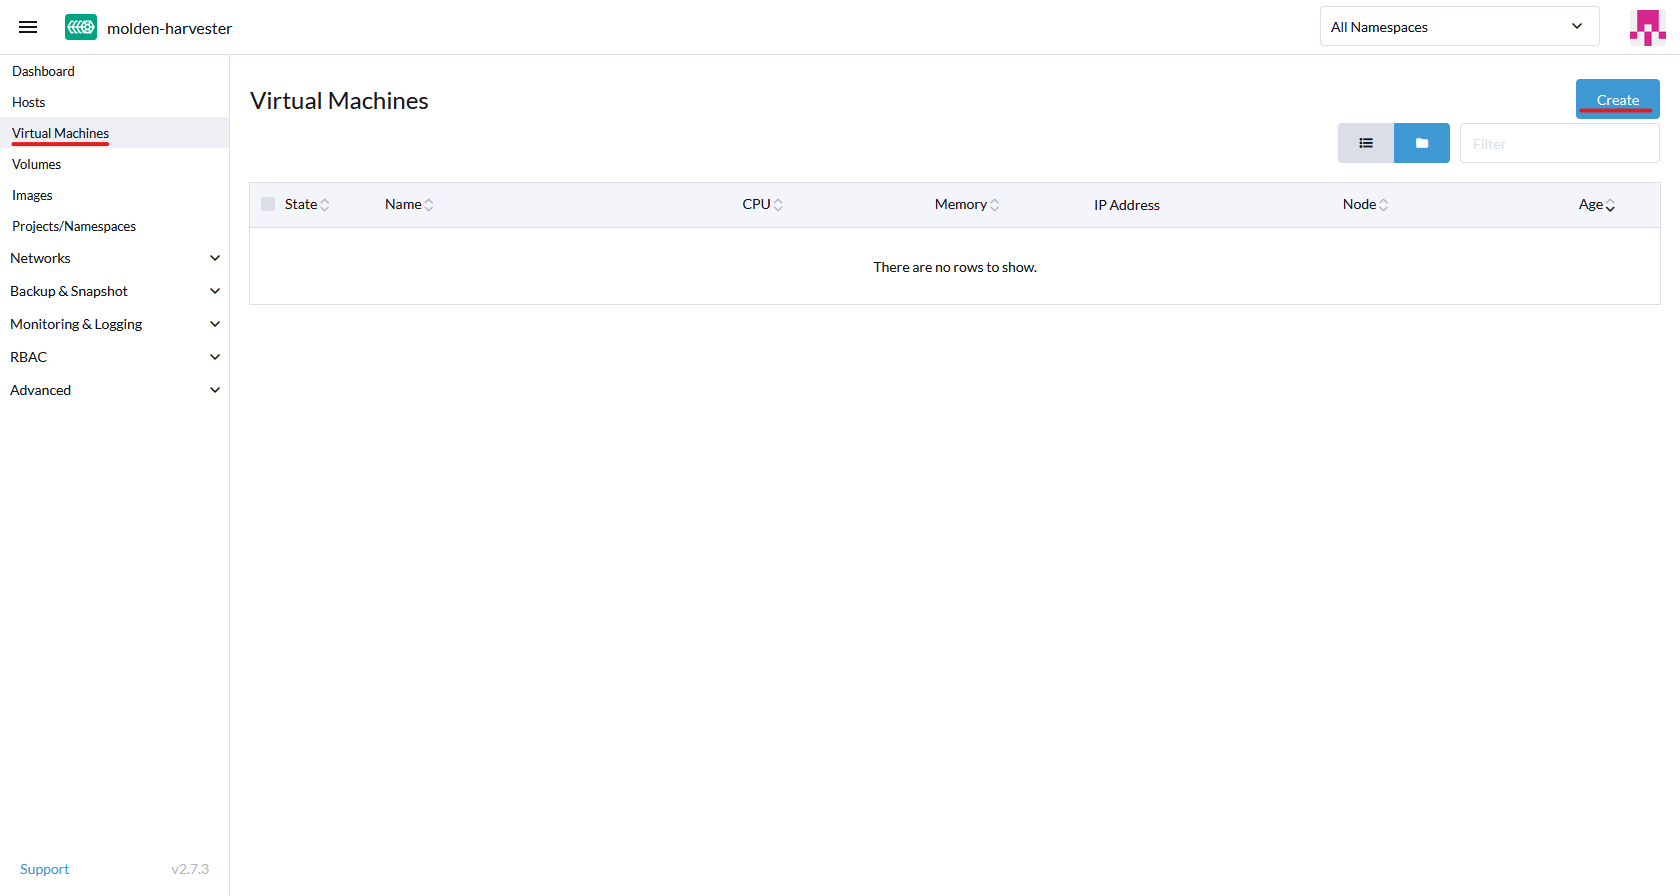 molden-harvester
All Namespaces
Dashboard
Hosts
Virtual Machines
Volumes
Images
Projects/Namespaces
Networks
Backup & Snapshot
Monitoring & Logging
RBAC
Advanced
Support v2.7.3
Virtual Machines
Create
Filter
State Name CPU Memory IP Address Node Age
There are no rows to show.